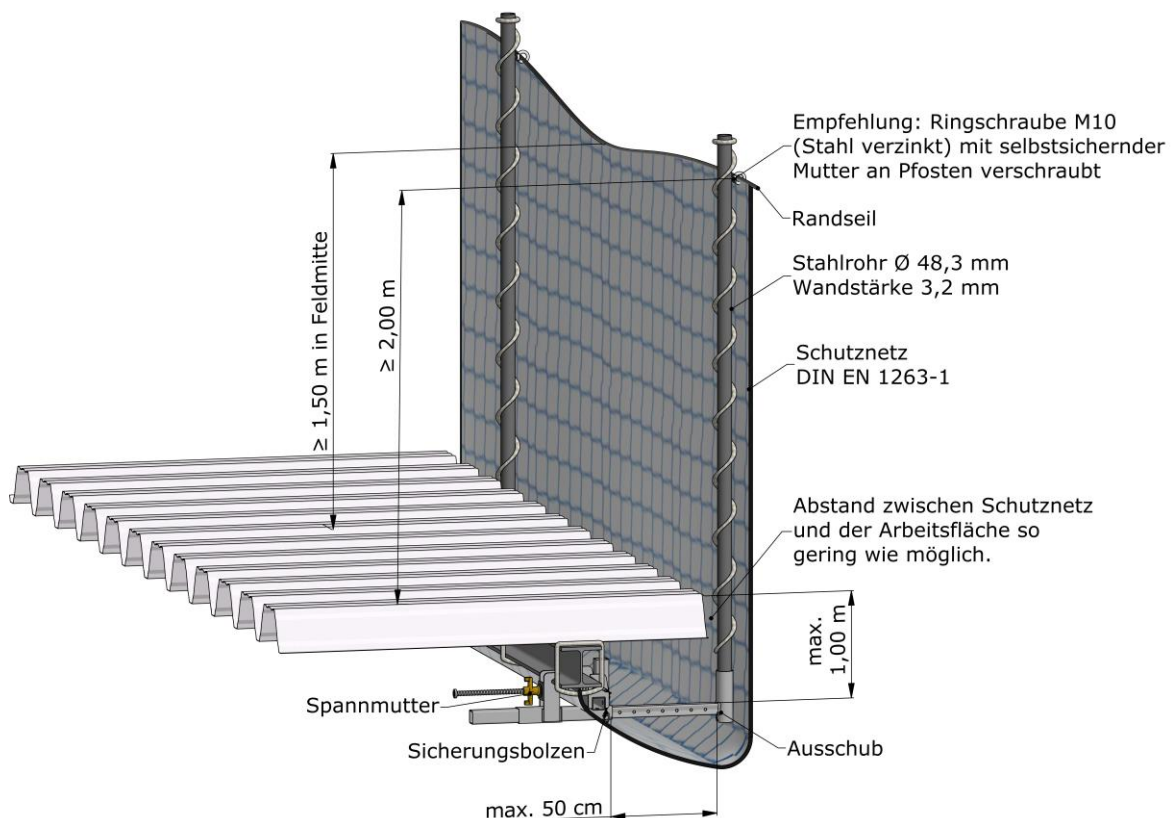 Empfehlung: Ringschraube M10
(Stahl verzinkt) mit selbstsichernder
Mutter an Pfosten verschraubt
Randseil
≥ 1,50 m in Feldmitte
≥ 2,00 m
Stahlrohr Ø 48,3 mm
Wandstärke 3,2 mm
Schutznetz
DIN EN 1263-1
Abstand zwischen Schutznetz
und der Arbeitsfläche so
gering wie möglich.
max.
1,00 m
Spannmutter
Sicherungsbolzen
Ausschub
max. 50 cm